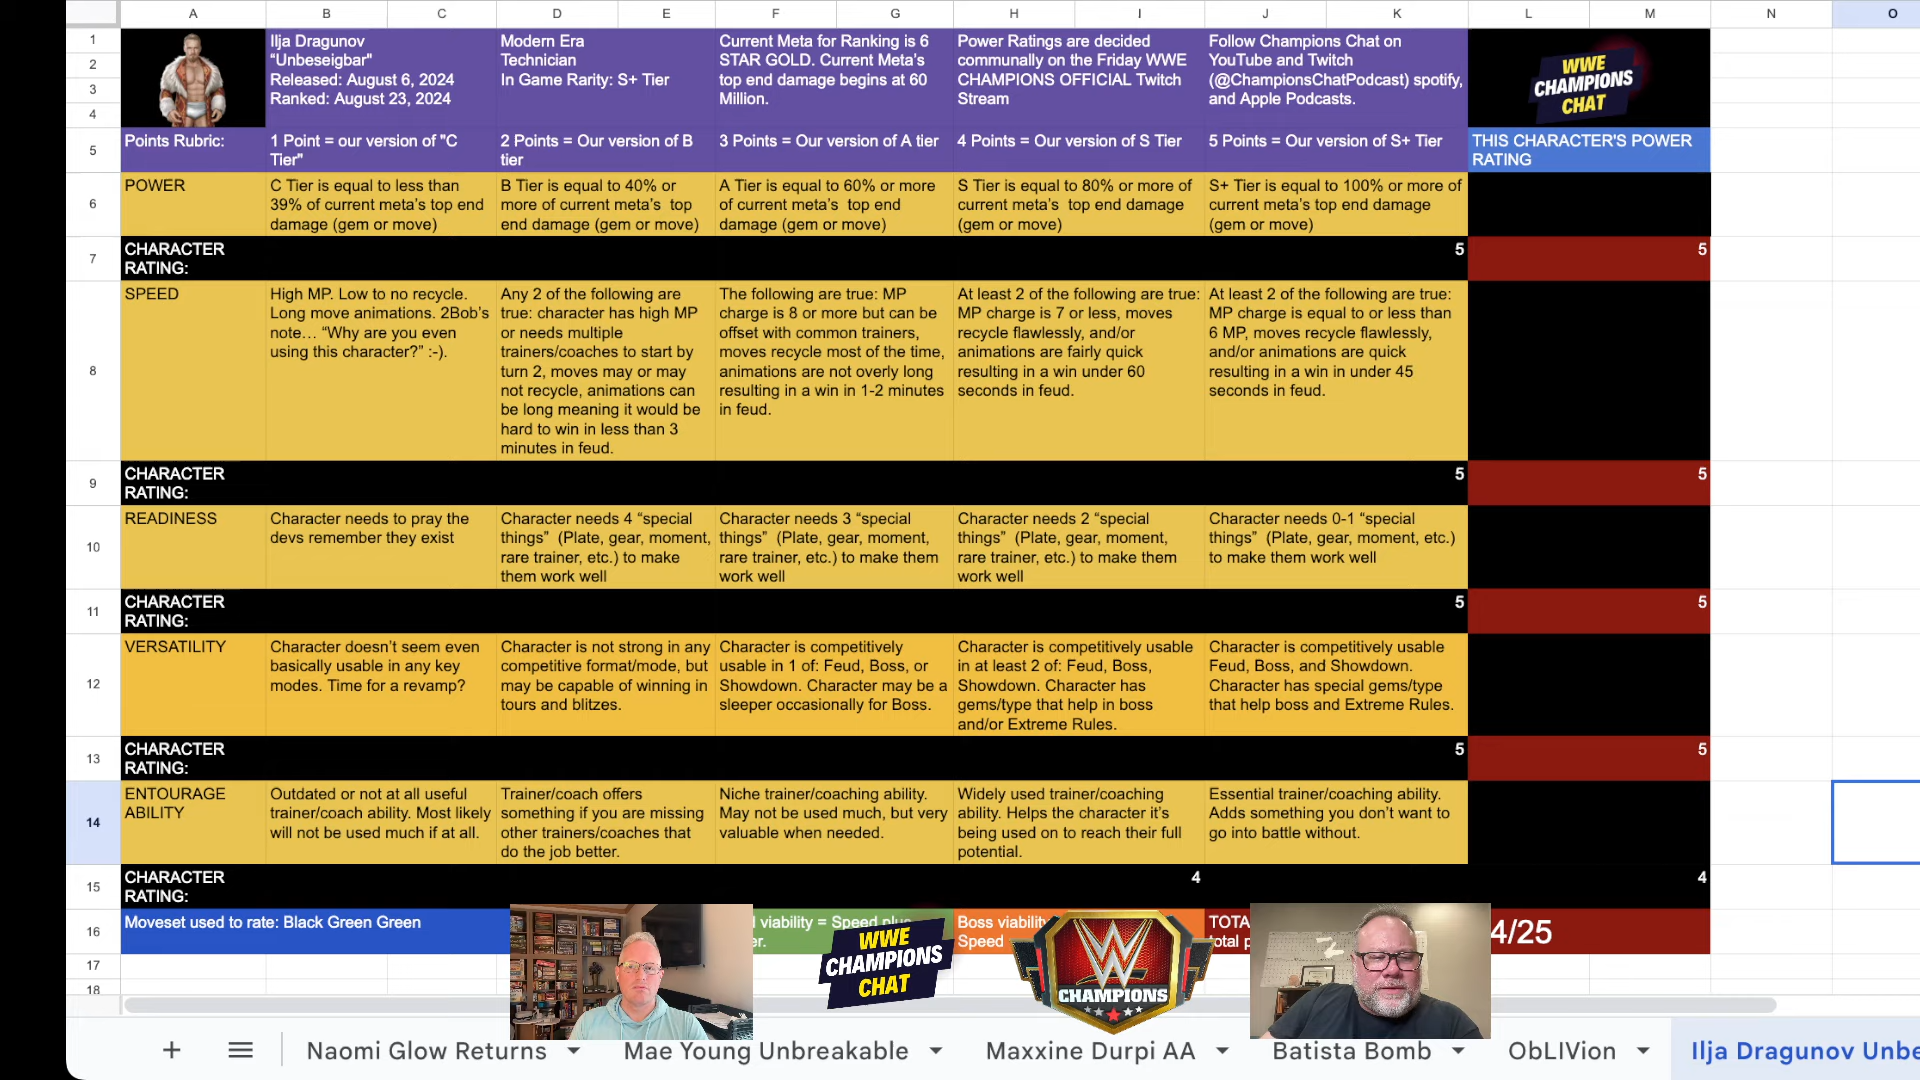 A B C D E F G H I J K L M N O
1
2
3
4
Ilja Dragunov
“Unbeseigbar”
Released: August 6, 2024
Ranked: August 23, 2024
Modern Era
Technician
In Game Rarity: S+ Tier
Current Meta for Ranking is 6
STAR GOLD. Current Meta’s
top end damage begins at 60
Million.
Power Ratings are decided
communally on the Friday WWE
CHAMPIONS OFFICIAL Twitch
Stream
Follow Champions Chat on
YouTube and Twitch
(@ChampionsChatPodcast) spotify,
and Apple Podcasts.
WWE
CHAMPIONS
CHAT
5
Points Rubric:
1 Point = our version of "C
Tier"
2 Points = Our version of B
tier
3 Points = Our version of A tier
4 Points = Our version of S Tier
5 Points = Our version of S+ Tier
THIS CHARACTER'S POWER
RATING
6
POWER
C Tier is equal to less than
39% of current meta’s top end
damage (gem or move)
B Tier is equal to 40% or
more of current meta’s top
end damage (gem or move)
A Tier is equal to 60% or more
of current meta’s top end
damage (gem or move)
S Tier is equal to 80% or more of
current meta’s top end damage
(gem or move)
S+ Tier is equal to 100% or more of
current meta’s top end damage
(gem or move)
7
CHARACTER
RATING:
5
5
8
SPEED
High MP. Low to no recycle.
Long move animations. 2Bob’s
note… “Why are you even
using this character?” :-).
Any 2 of the following are
true: character has high MP
or needs multiple
trainers/coaches to start by
turn 2, moves may or may
not recycle, animations can
be long meaning it would be
hard to win in less than 3
minutes in feud.
The following are true: MP
charge is 8 or more but can be
offset with common trainers,
moves recycle most of the time,
animations are not overly long
resulting in a win in 1-2 minutes
in feud.
At least 2 of the following are true:
MP charge is 7 or less, moves
recycle flawlessly, and/or
animations are fairly quick
resulting in a win under 60
seconds in feud.
At least 2 of the following are true:
MP charge is equal to or less than
6 MP, moves recycle flawlessly,
and/or animations are quick
resulting in a win in under 45
seconds in feud.
9
CHARACTER
RATING:
5
5
10
READINESS
Character needs to pray the
devs remember they exist
Character needs 4 “special
things” (Plate, gear, moment,
rare trainer, etc.) to make
them work well
Character needs 3 “special
things” (Plate, gear, moment,
rare trainer, etc.) to make them
work well
Character needs 2 “special
things” (Plate, gear, moment,
rare trainer, etc.) to make them
work well
Character needs 0-1 “special
things” (Plate, gear, moment, etc.)
to make them work well
11
CHARACTER
RATING:
5
5
12
VERSATILITY
Character doesn’t seem even
basically usable in any key
modes. Time for a revamp?
Character is not strong in any
competitive format/mode, but
may be capable of winning in
tours and blitzes.
Character is competitively
usable in 1 of: Feud, Boss, or
Showdown. Character may be a
sleeper occasionally for Boss.
Character is competitively usable
in at least 2 of: Feud, Boss,
Showdown. Character has
gems/type that help in boss
and/or Extreme Rules.
Character is competitively usable
Feud, Boss, and Showdown.
Character has special gems/type
that help boss and Extreme Rules.
13
CHARACTER
RATING:
5
5
14
ENTOURAGE
ABILITY
Outdated or not at all useful
trainer/coach ability. Most likely
will not be used much if at all.
Trainer/coach offers
something if you are missing
other trainers/coaches that
do the job better.
Niche trainer/coaching ability.
May not be used much, but very
valuable when needed.
Widely used trainer/coaching
ability. Helps the character it’s
being used on to reach their full
potential.
Essential trainer/coaching ability.
Adds something you don’t want to
go into battle without.
15
CHARACTER
RATING:
4
4
16
Moveset used to rate: Black Green Green
viability = Speed plus
er.
Boss viability
Speed
TOTA
total p
4/25
WWE
CHAMPIONS
CHAT
W
CHAMPIONS
17
18
+ Naomi Glow Returns Mae Young Unbreakable Maxxine Durpi AA Batista Bomb ObLIVion Ilja Dragunov Unbe